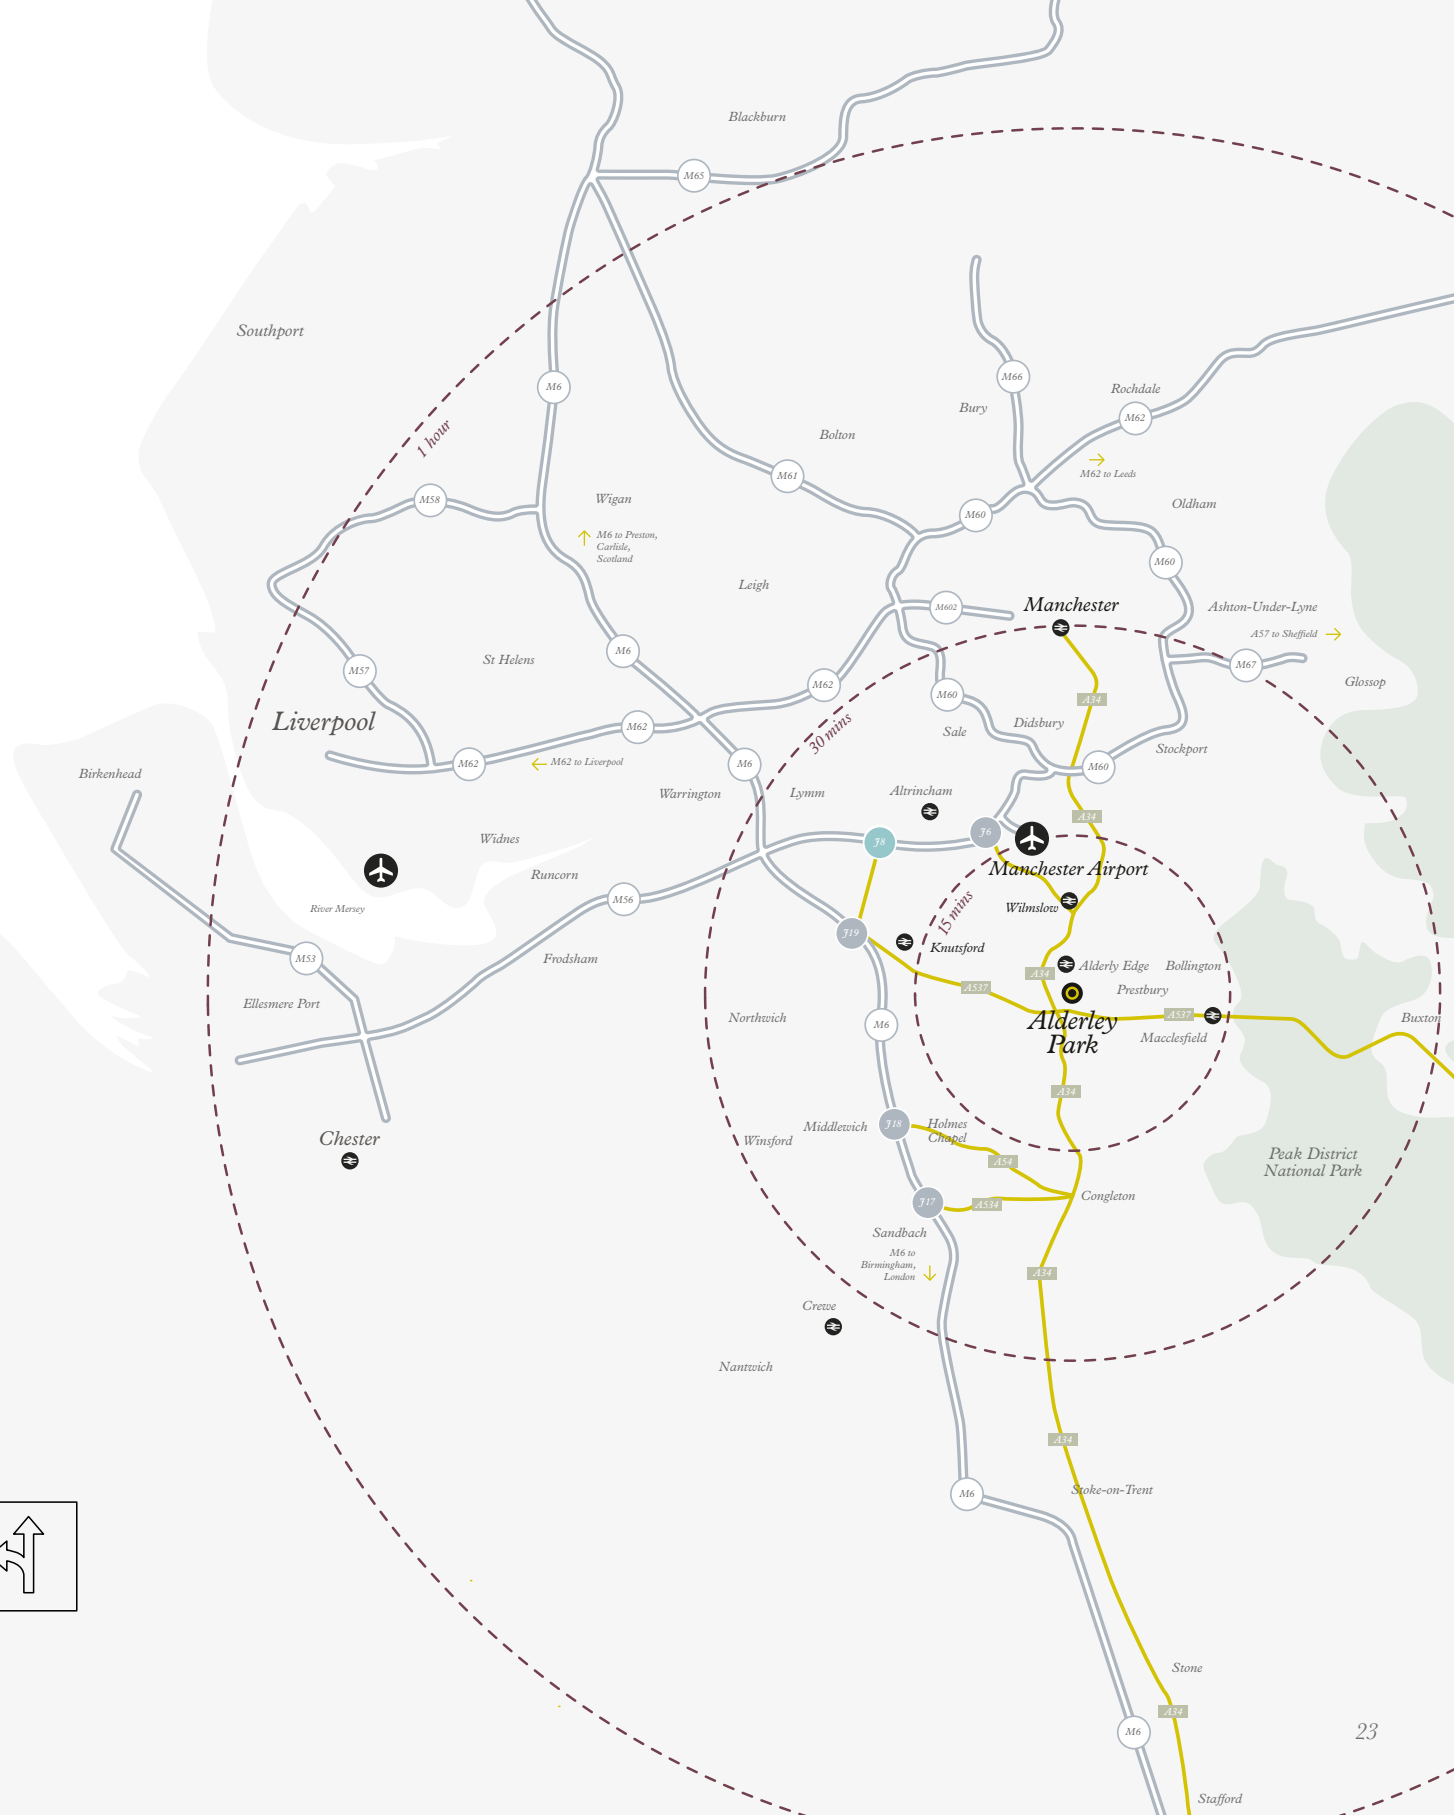 Blackburn
M65
Southport
M6
M66
Rochdale
Bury
M62
Bolton
1 hour
M62 to Leeds
M61
M58
Wigan
Oldham
M60
M6 to Preston,
Carlisle,
Scotland
M60
Leigh
M602
Manchester
Ashton-Under-Lyne
A57 to Sheffield
M6
St Helens
M57
M67
Glossop
M62
M60
A34
Liverpool
M62
30 mins
Sale
Didsbury
Stockport
M62
M62 to Liverpool
M6
M60
Birkenhead
Warrington
Lymm
Altrincham
A34
Widnes
J8
J6
Manchester Airport
Runcorn
M56
River Mersey
15 mins
Wilmslow
J19
Knutsford
M53
Frodsham
A34
Alderly Edge
Bollington
A537
Prestbury
Ellesmere Port
Northwich
M6
Alderley
Park
A537
Buxton
Macclesfield
A34
Chester
Winsford
Middlewich
J18
Holmes
Chapel
A54
Peak District
National Park
J17
A534
Congleton
Sandbach
M6 to
Birmingham,
London
A34
Crewe
Nantwich
A34
M6
Stoke-on-Trent
Stone
A34
M6
23
Stafford